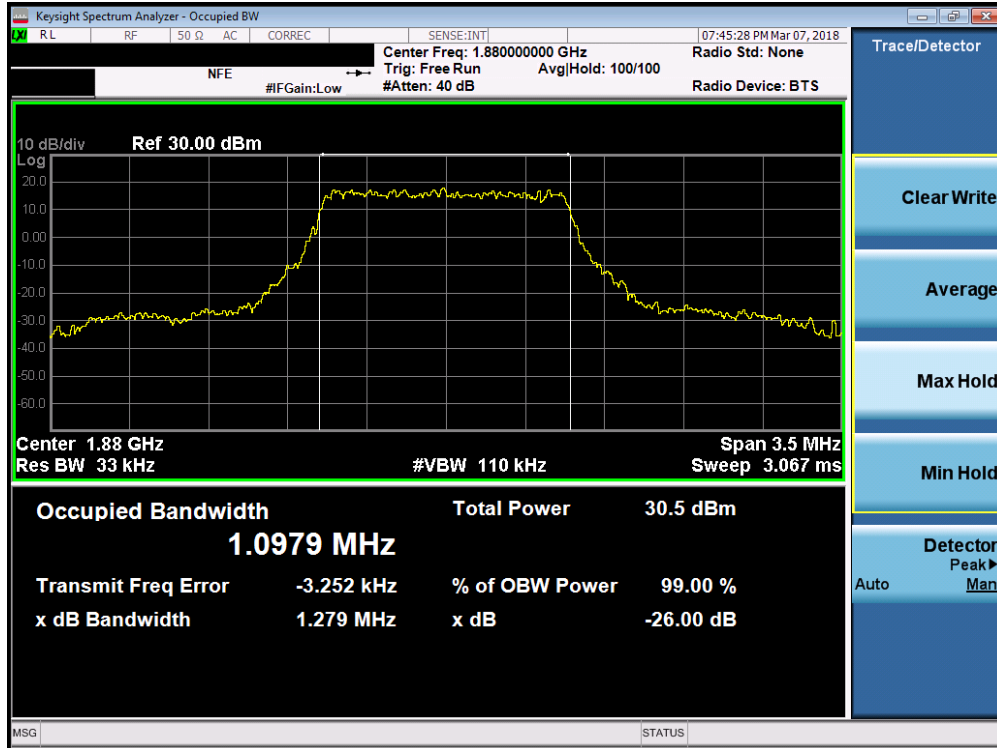 Keysight Spectrum Analyzer - Occupied BW
LXI RL RF 50 Ω AC CORREC SENSE:INT 07:45:28 PM Mar 07, 2018
Center Freq: 1.880000000 GHz Radio Std: None
NFE Trig: Free Run Avg|Hold: 100/100
#IFGain:Low #Atten: 40 dB Radio Device: BTS
10 dB/div Ref 30.00 dBm
Log
20.0
10.0
0.00
-10.0
-20.0
-30.0
-40.0
-50.0
-60.0
Center 1.88 GHz Span 3.5 MHz
Res BW 33 kHz #VBW 110 kHz Sweep 3.067 ms
Occupied Bandwidth Total Power 30.5 dBm
1.0979 MHz
Transmit Freq Error -3.252 kHz % of OBW Power 99.00 %
x dB Bandwidth 1.279 MHz x dB -26.00 dB
Trace/Detector
Clear Write
Average
Max Hold
Min Hold
Detector
Peak▶
Auto Man
MSG STATUS